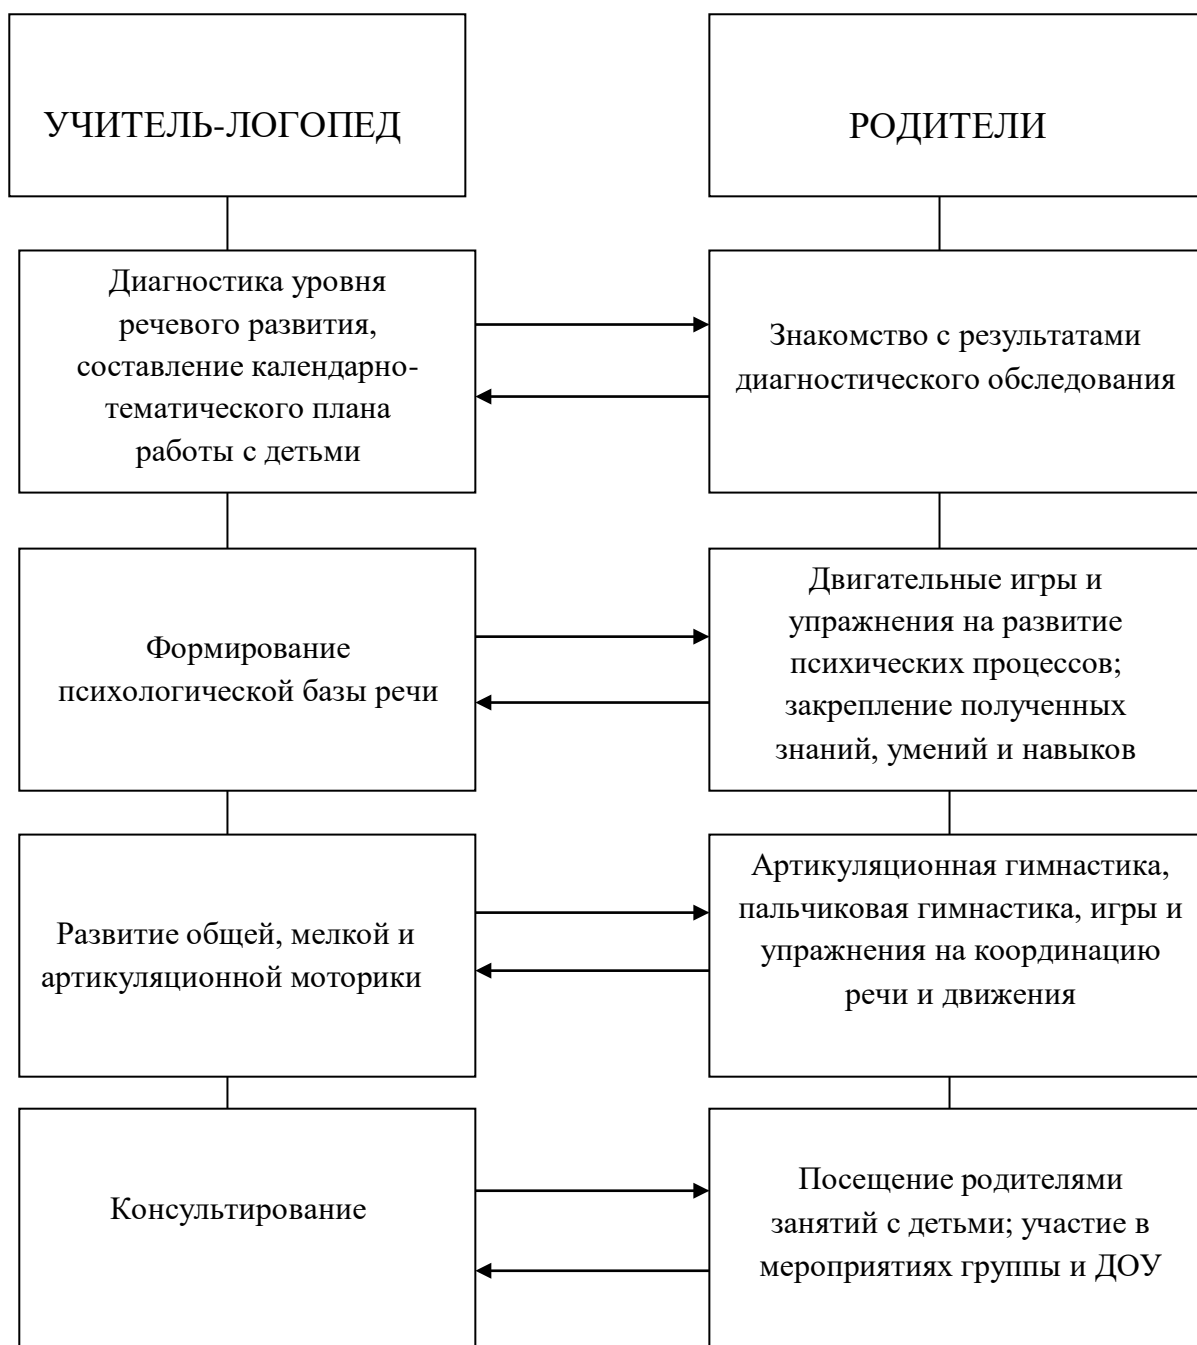 УЧИТЕЛЬ-ЛОГОПЕД
РОДИТЕЛИ
Диагностика уровня
речевого развития,
составление календарно-
тематического плана
работы с детьми
Знакомство с результатами
диагностического обследования
Формирование
психологической базы речи
Двигательные игры и
упражнения на развитие
психических процессов;
закрепление полученных
знаний, умений и навыков
Развитие общей, мелкой и
артикуляционной моторики
Артикуляционная гимнастика,
пальчиковая гимнастика, игры и
упражнения на координацию
речи и движения
Консультирование
Посещение родителями
занятий с детьми; участие в
мероприятиях группы и ДОУ